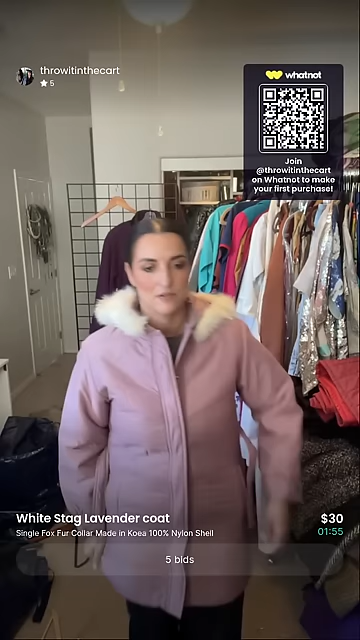 throwitinthecart
★ 5
whatnot
Join
@throwitinthecart
on Whatnot to make
your first purchase!
White Stag Lavender coat
$30
Single Fox Fur Collar Made in Koea 100% Nylon Shell
01:55
5 bids